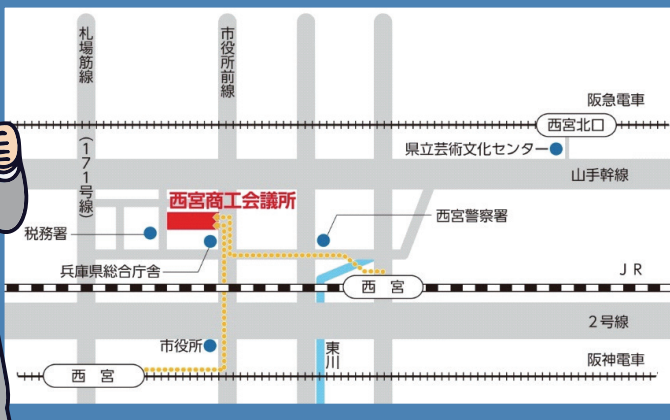 札場筋線
(171号線)
市役所前線
阪急電車
西宮北口
県立芸術文化センター
山手幹線
西宮商工会議所
西宮警察署
税務署
兵庫県総合庁舎
JR
西宮
2号線
市役所
東川
阪神電車
西宮